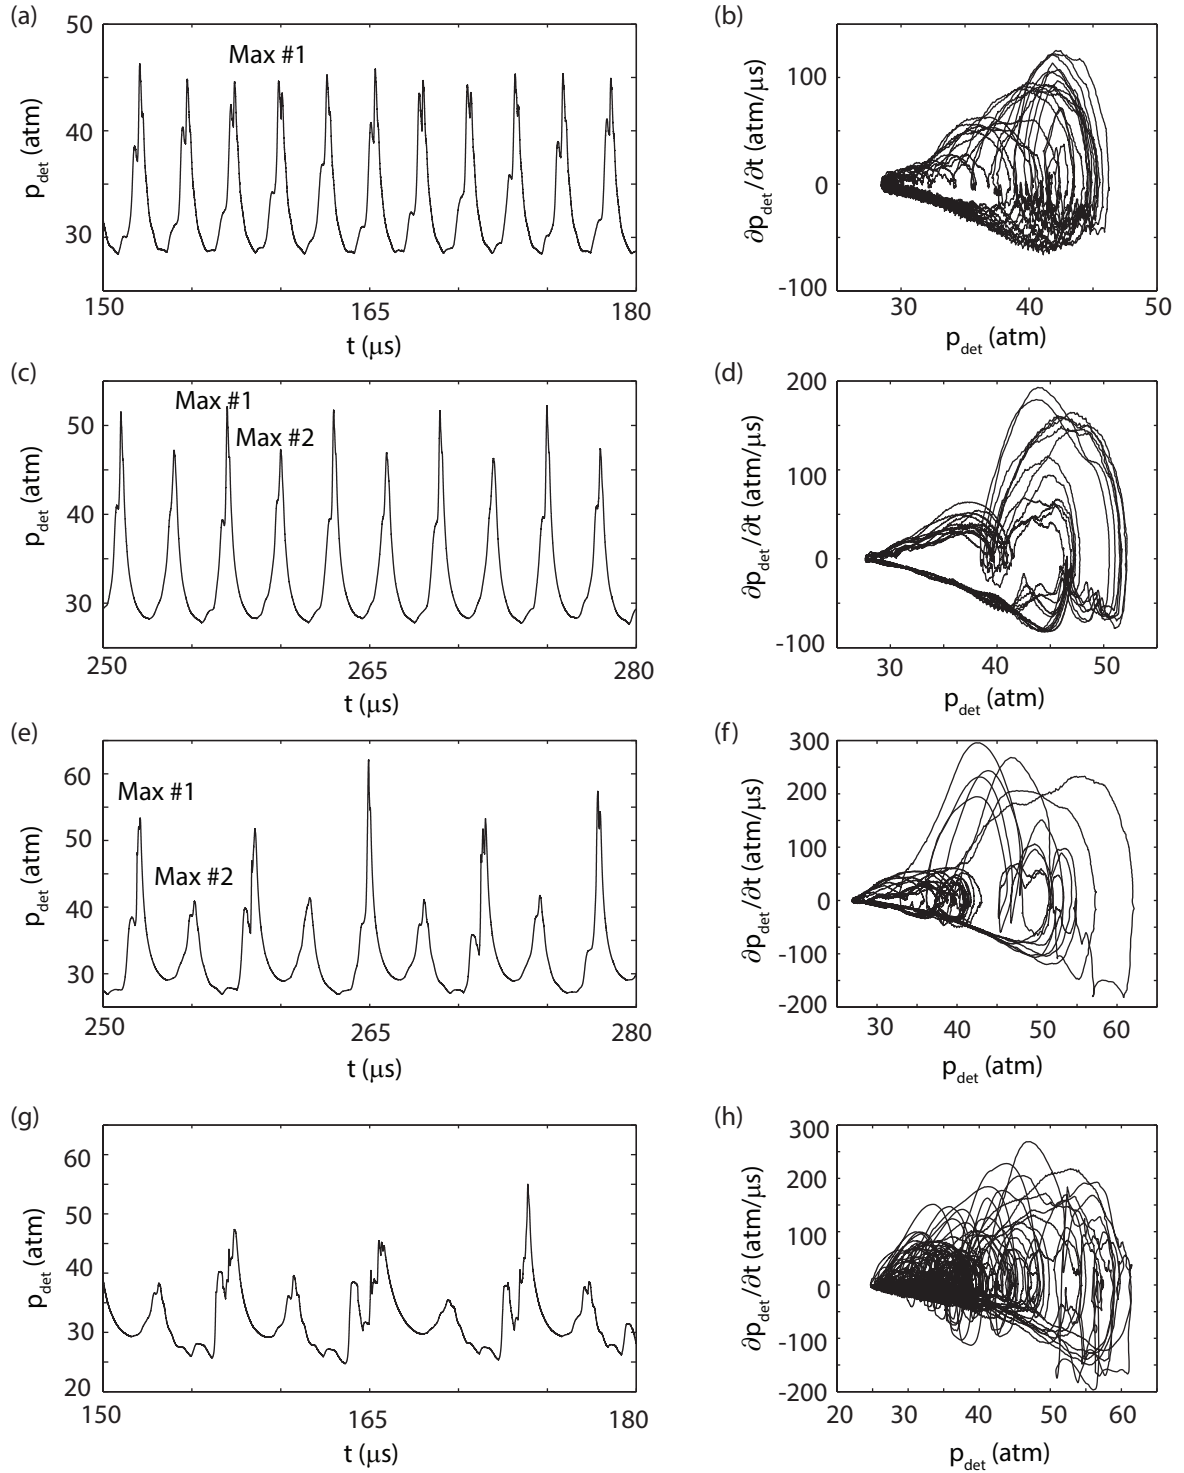 (a)
50
40
30
p_det (atm)
Max #1
150
165
180
t (μs)
(b)
100
0
-100
∂p_det/∂t (atm/μs)
30
40
50
p_det (atm)
(c)
50
40
30
p_det (atm)
Max #1
Max #2
250
265
280
t (μs)
(d)
200
100
0
-100
∂p_det/∂t (atm/μs)
30
40
50
p_det (atm)
(e)
60
50
40
30
p_det (atm)
Max #1
Max #2
250
265
280
t (μs)
(f)
300
200
100
0
-100
-200
∂p_det/∂t (atm/μs)
30
40
50
60
p_det (atm)
(g)
60
50
40
30
20
p_det (atm)
150
165
180
t (μs)
(h)
300
200
100
0
-100
-200
∂p_det/∂t (atm/μs)
20
30
40
50
60
p_det (atm)